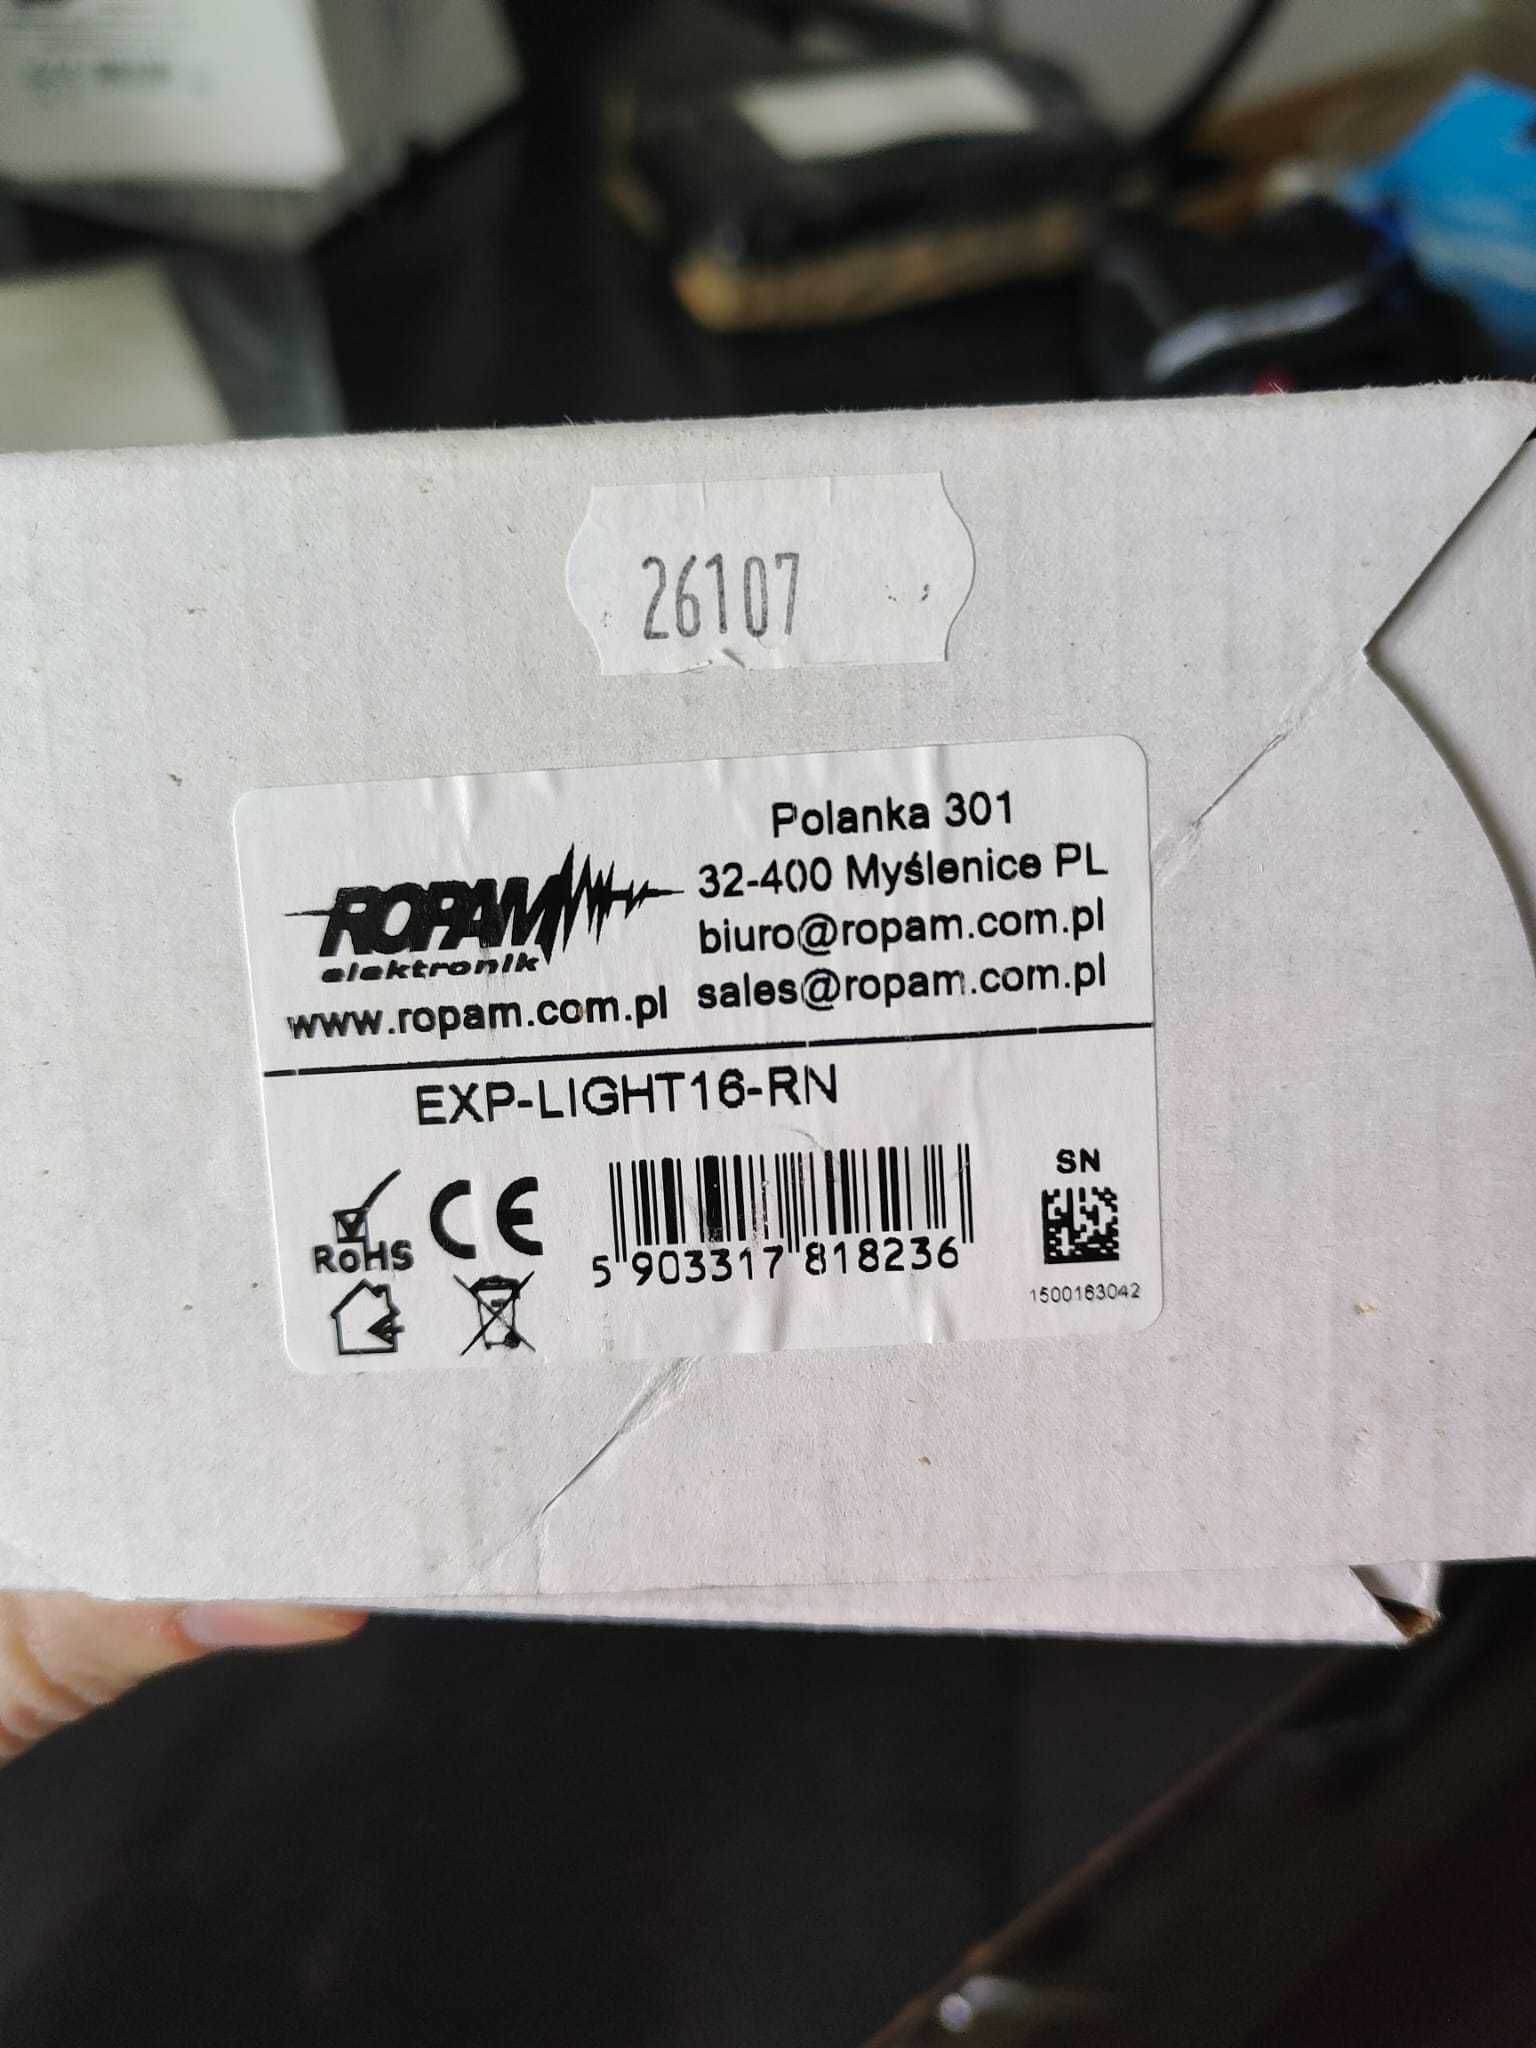 26107
ROPAM
elektronik
www.ropam.com.pl
Polanka 301
32-400 Myślenice PL
biuro@ropam.com.pl
sales@ropam.com.pl
EXP-LIGHT16-RN
RoHS
CE
5 903317 818236
SN
1500163042